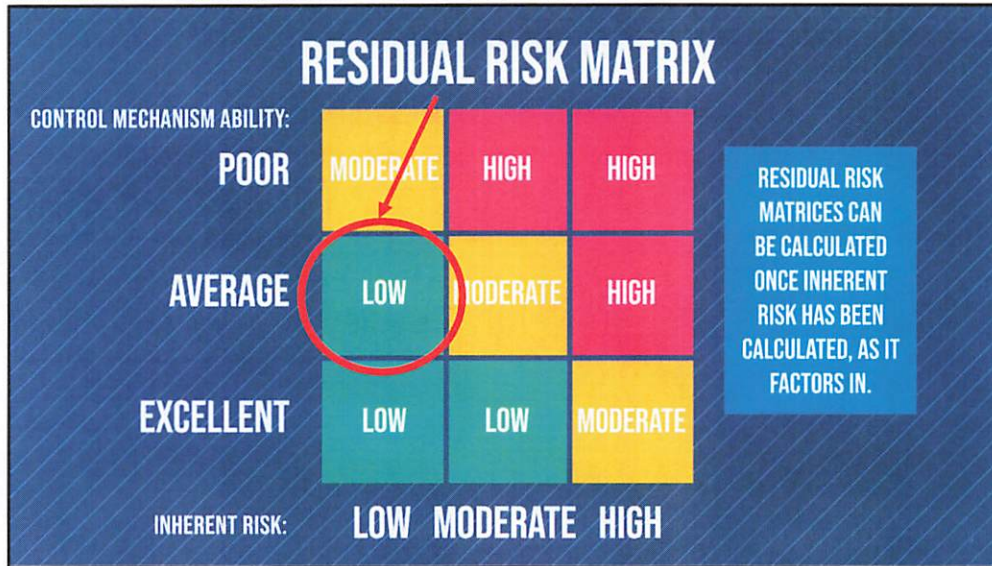 RESIDUAL RISK MATRIX
CONTROL MECHANISM ABILITY:
POOR
MODERATE
HIGH
HIGH
AVERAGE
LOW
MODERATE
HIGH
EXCELLENT
LOW
LOW
MODERATE
INHERENT RISK:
LOW MODERATE HIGH
RESIDUAL RISK
MATRICES CAN
BE CALCULATED
ONCE INHERENT
RISK HAS BEEN
CALCULATED, AS IT
FACTORS IN.